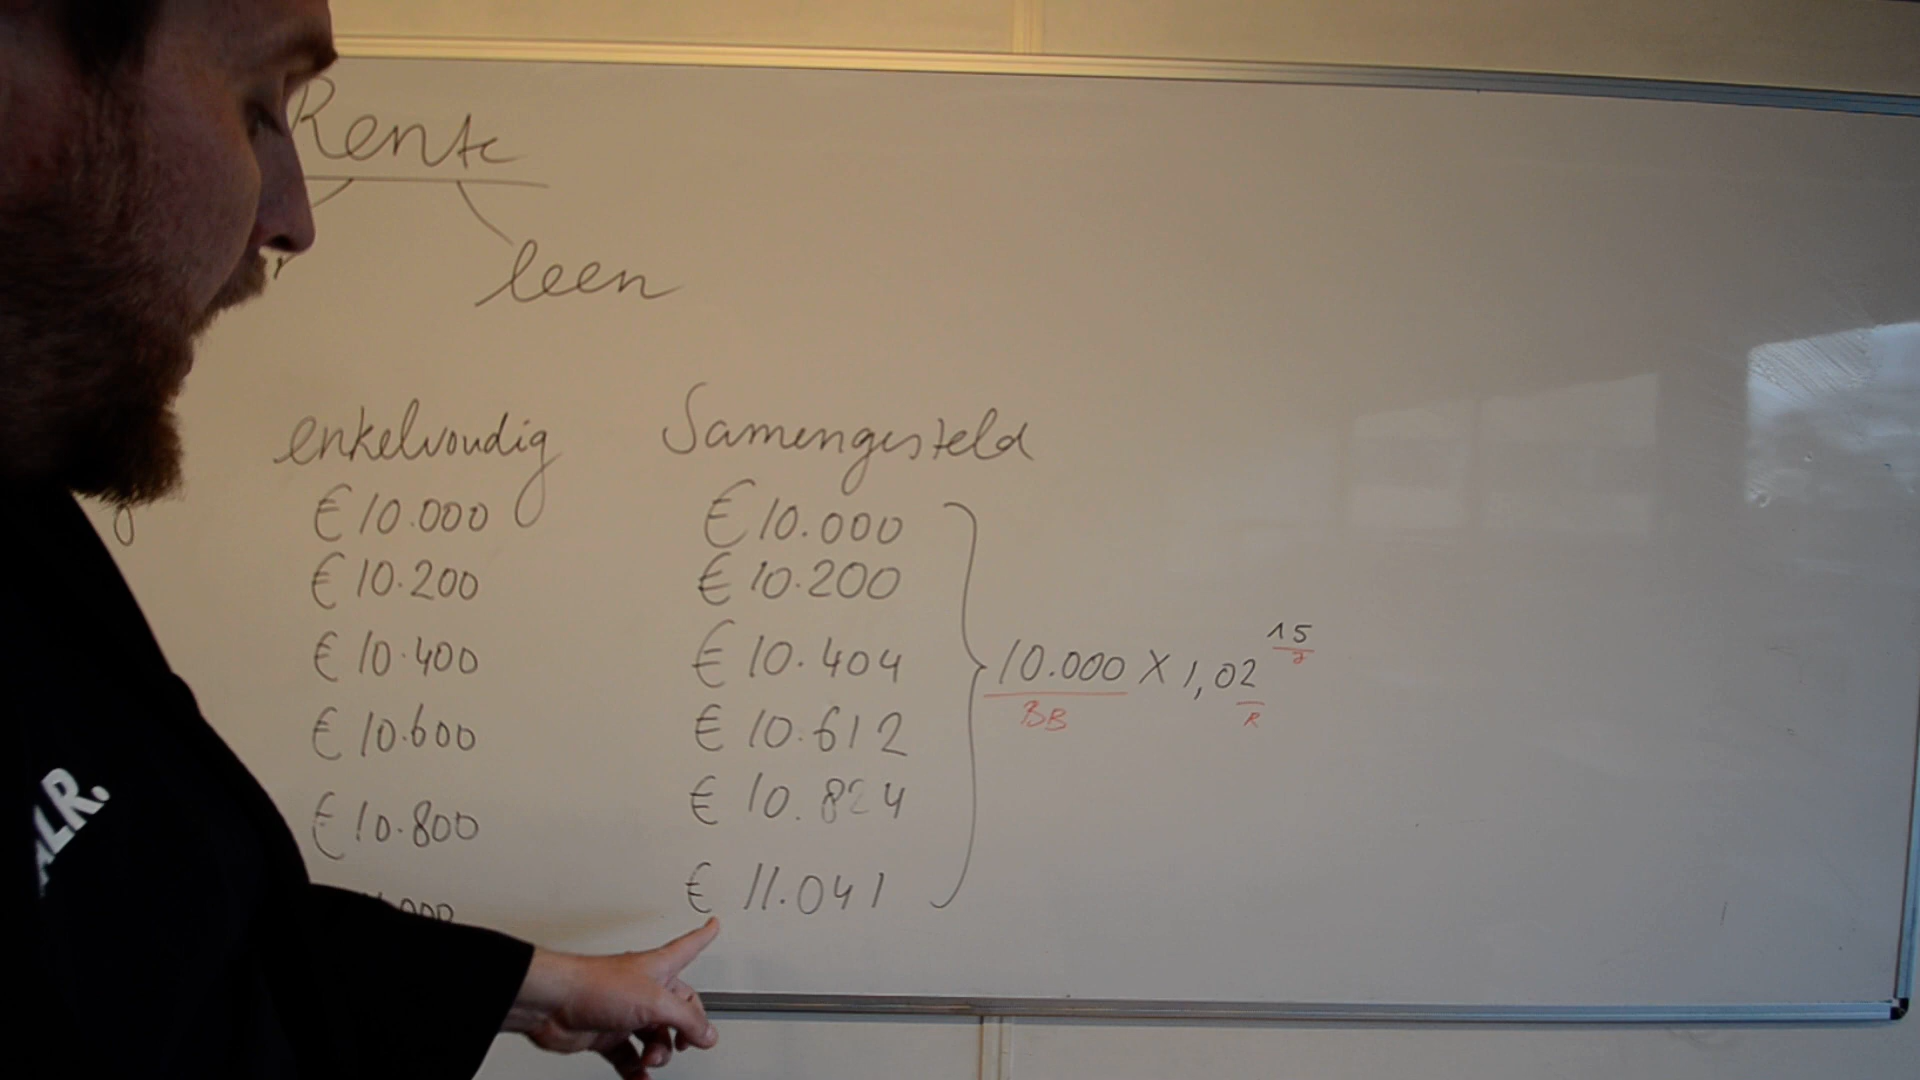 Rente
leen
enkelvoudig
€ 10.000
€ 10.200
€ 10.400
€ 10.600
€ 10.800
Samengesteld
€ 10.000
€ 10.200
€ 10.404
€ 10.612
€ 10.824
€ 11.041
10.000 X 1,02 15
BB
R
J
LR.